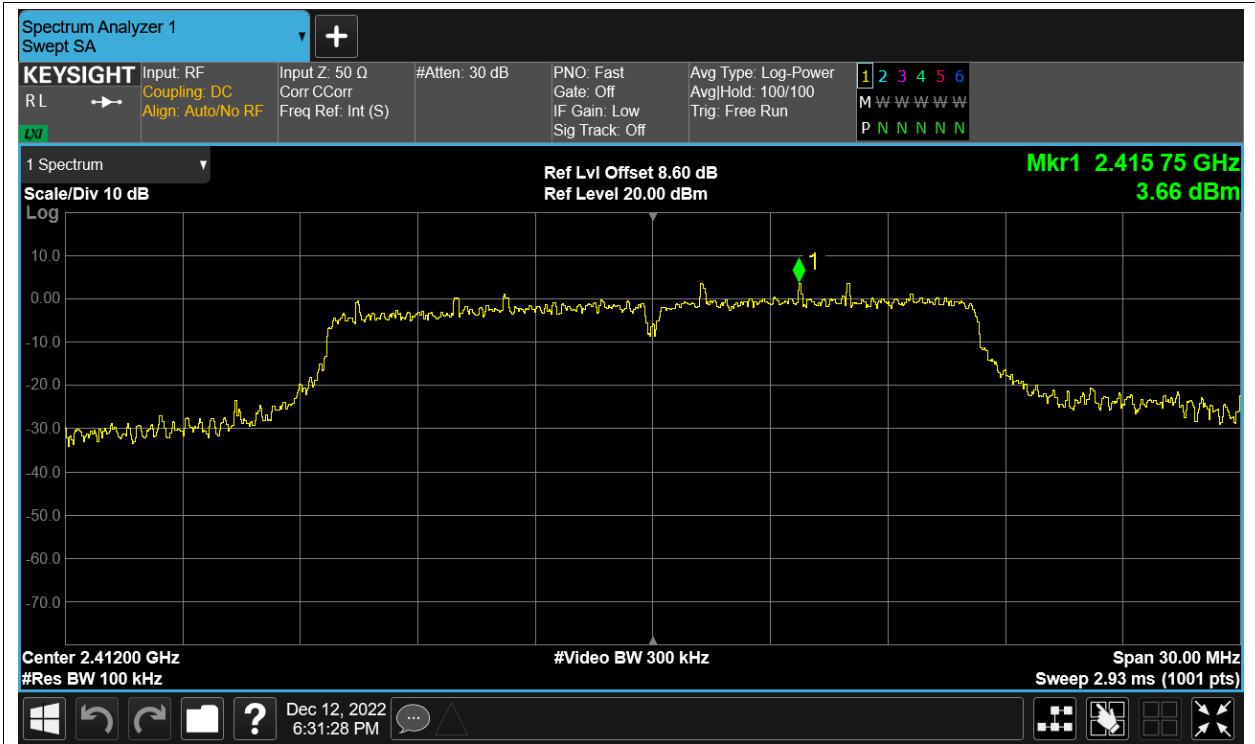 Spectrum Analyzer 1
Swept SA
KEYSIGHT
R L
LXI
Input: RF
Coupling: DC
Align: Auto/No RF
Input Z: 50 Ω
Corr CCorr
Freq Ref: Int (S)
#Atten: 30 dB
PNO: Fast
Gate: Off
IF Gain: Low
Sig Track: Off
Avg Type: Log-Power
Avg|Hold: 100/100
Trig: Free Run
1 2 3 4 5 6
M W W W W W W
P N N N N N N
1 Spectrum
Scale/Div 10 dB
Log
Ref Lvl Offset 8.60 dB
Ref Level 20.00 dBm
Mkr1 2.415 75 GHz
3.66 dBm
1
10.0
0.00
-10.0
-20.0
-30.0
-40.0
-50.0
-60.0
-70.0
Center 2.41200 GHz
#Video BW 300 kHz
Span 30.00 MHz
#Res BW 100 kHz
Sweep 2.93 ms (1001 pts)
?
Dec 12, 2022
6:31:28 PM